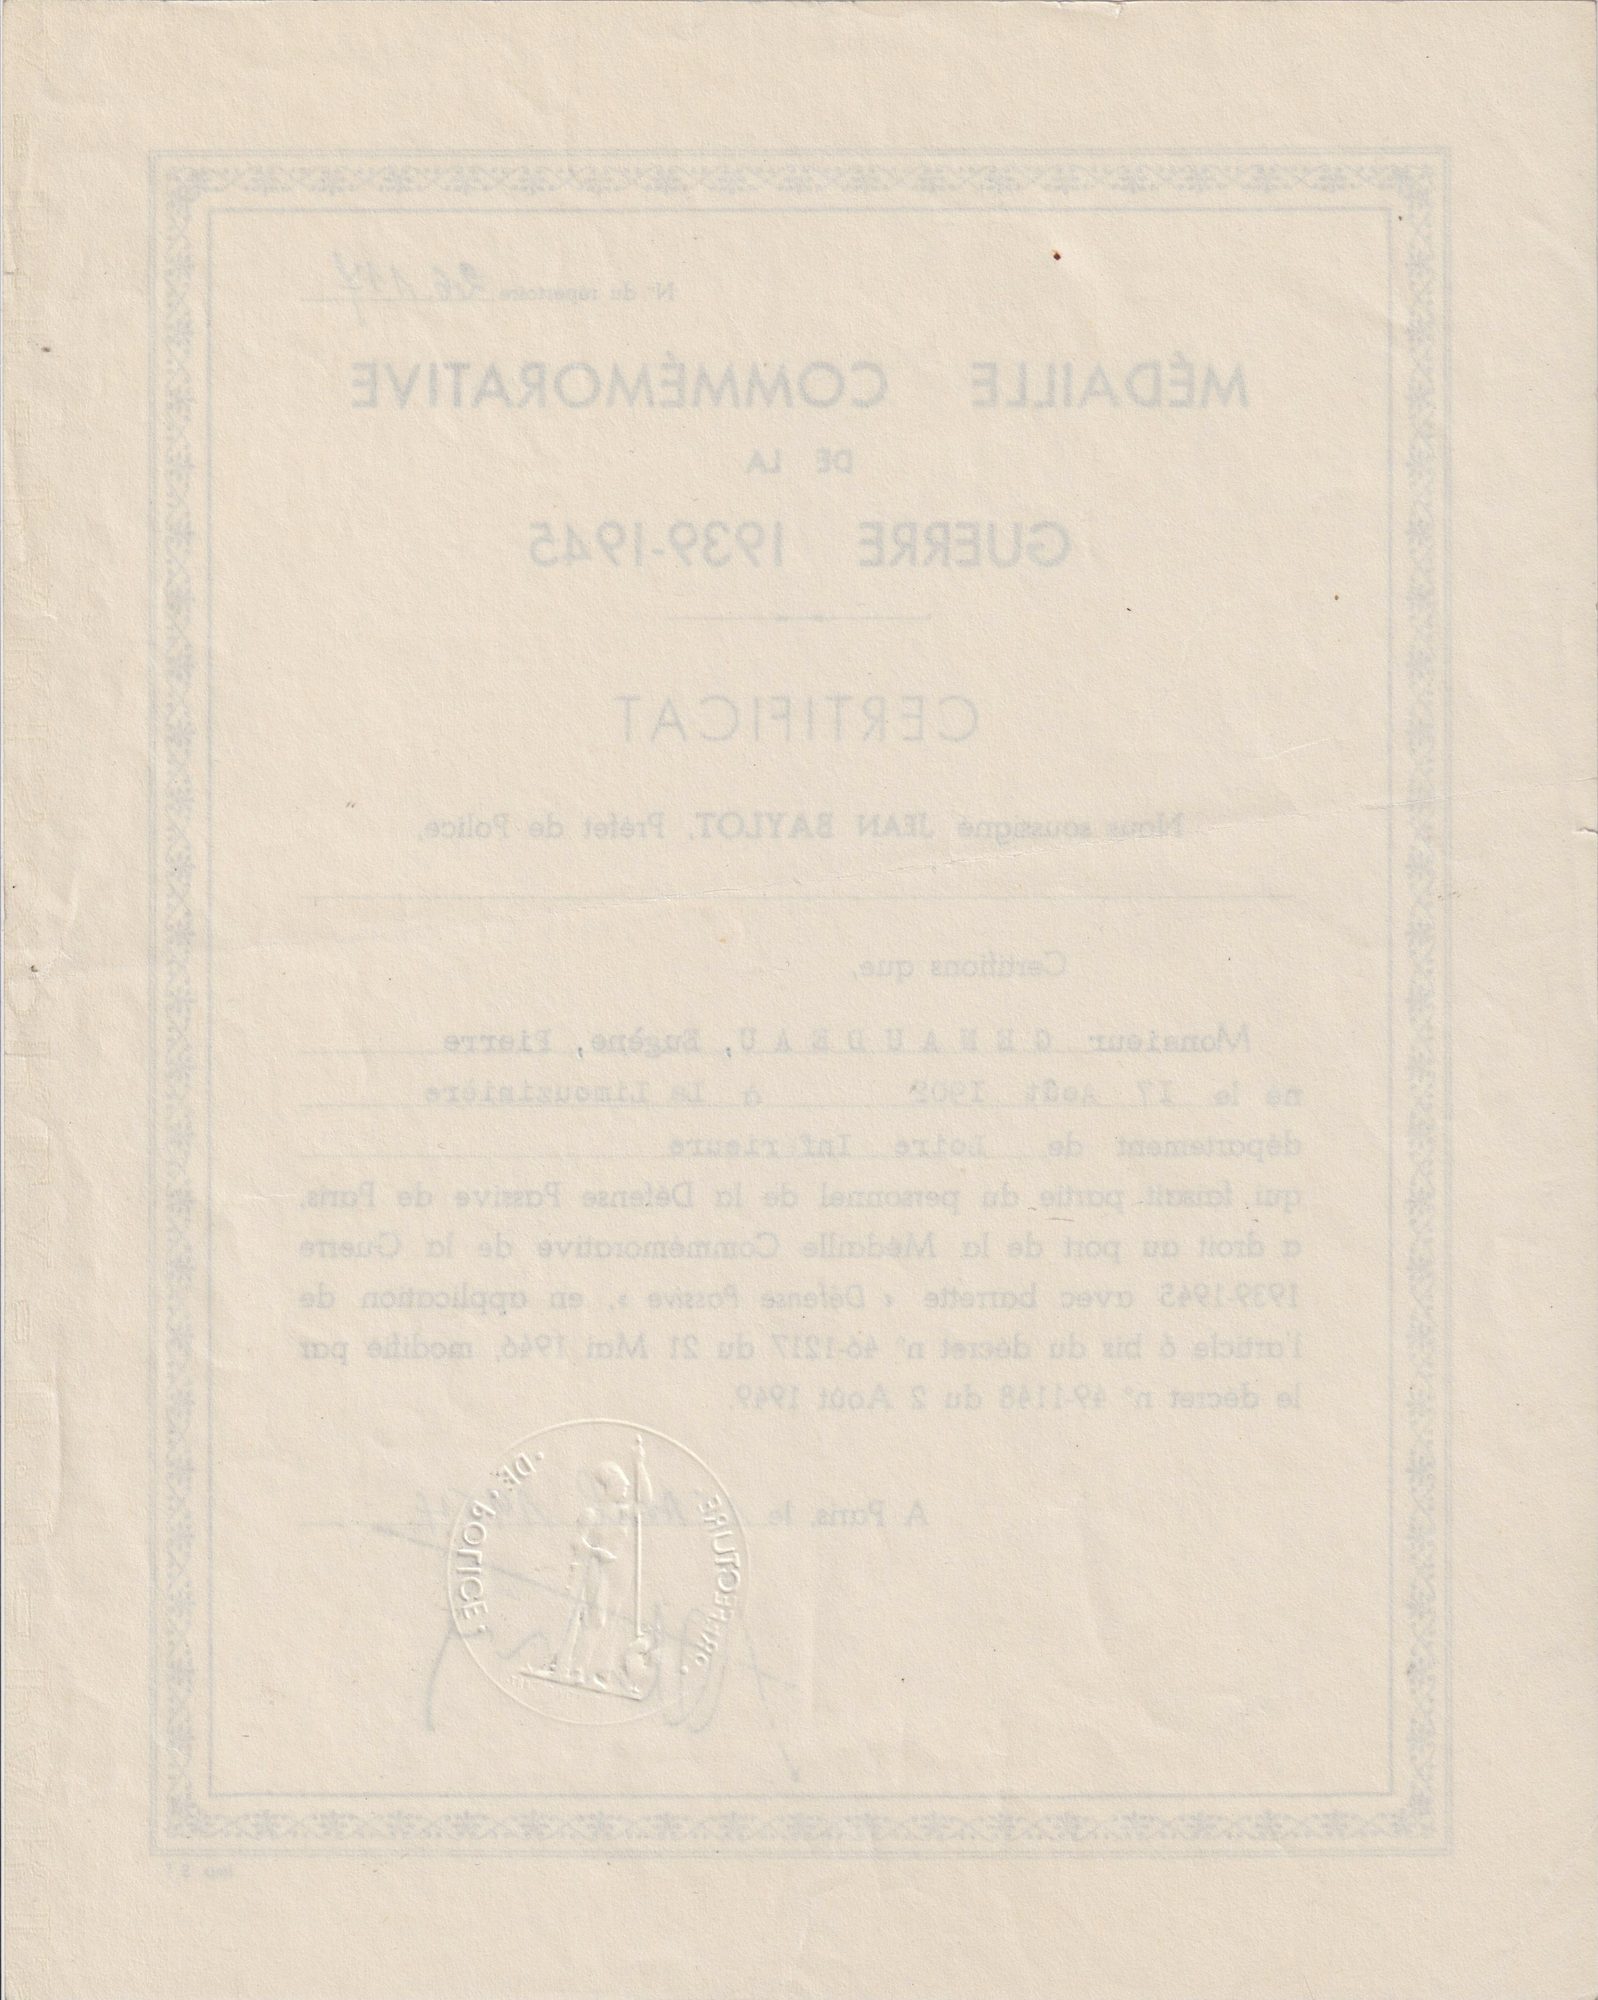 N° du répertoire 26.147
MÉDAILLE COMMÉMORATIVE
DE LA
GUERRE 1939-1945
CERTIFICAT
Nous soussigné JEAN BAYLOT, Préfet de Police,
Certifions que,
Monsieur GENAUDEAU, Eugène, Pierre
né le 17 Août 1902 à La Limouzinière
département de Loire Inférieure
qui faisait partie du personnel de la Défense Passive de Paris,
a droit au port de la Médaille Commémorative de la Guerre
1939-1945 avec barrette « Défense Passive », en application de
l'article 6 bis du décret n° 46-1217 du 21 Mai 1946, modifié par
le décret n° 49-1148 du 2 Août 1949.
A Paris, le
PRÉFECTURE DE POLICE